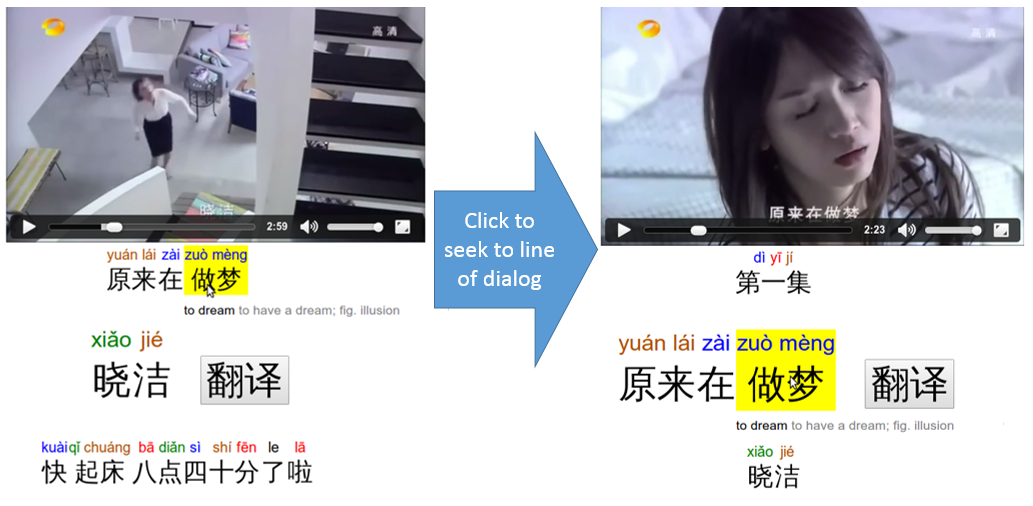 高清
晓洁
2:59
yuán lái zài zuò mèng
原来在做梦
to dream to have a dream; fig. illusion
xiǎo jié
晓洁 翻译
kuài qǐ chuáng bā diǎn sì shí fēn le lā
快 起床 八点四十分了啦
Click to
seek to line
of dialog
高清
原来在做梦
2:23
dì yī jí
第一集
yuán lái zài zuò mèng
原来在做梦 翻译
to dream to have a dream; fig. illusion
xiǎo jié
晓洁